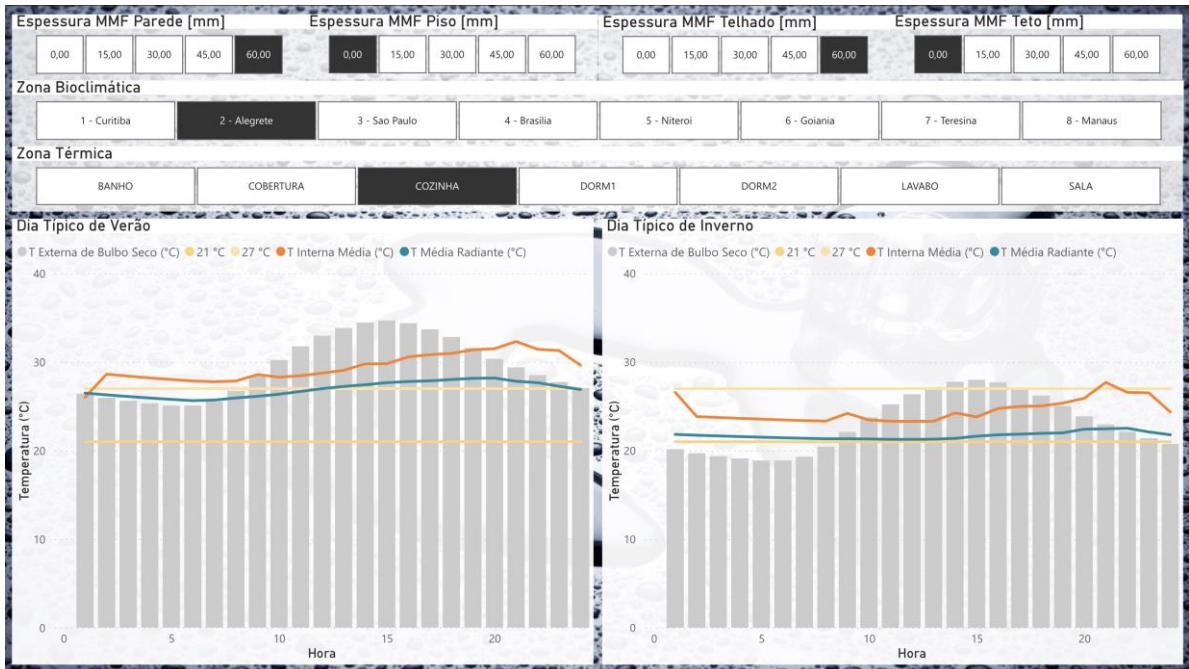 Espessura MMF Parede [mm] Espessura MMF Piso [mm] Espessura MMF Telhado [mm] Espessura MMF Teto [mm]
0,00 15,00 30,00 45,00 60,00 0,00 15,00 30,00 45,00 60,00 0,00 15,00 30,00 45,00 60,00 0,00 15,00 30,00 45,00 60,00
Zona Bioclimática
1 - Curitiba 2 - Alegrete 3 - Sao Paulo 4 - Brasilia 5 - Niteroi 6 - Goiania 7 - Teresina 8 - Manaus
Zona Térmica
BANHO COBERTURA COZINHA DORM1 DORM2 LAVABO SALA
Dia Típico de Verão
T Externa de Bulbo Seco (°C) 21 °C 27 °C T Interna Média (°C) T Média Radiante (°C)
40
30
20
10
0
Temperatura (°C)
0 5 10 15 20
Hora
Dia Típico de Inverno
T Externa de Bulbo Seco (°C) 21 °C 27 °C T Interna Média (°C) T Média Radiante (°C)
40
30
20
10
0
Temperatura (°C)
0 5 10 15 20
Hora